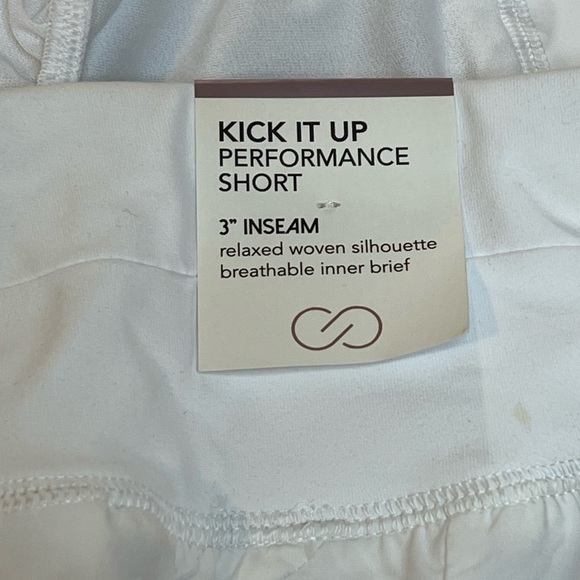 KICK IT UP
PERFORMANCE
SHORT
3" INSEAM
relaxed woven silhouette
breathable inner brief